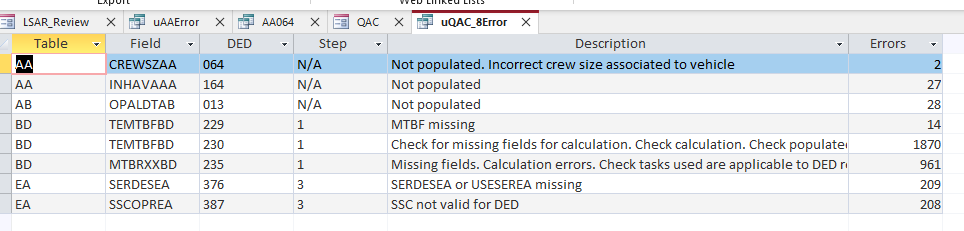 Export Web Linked Lists
LSAR_Review uAAError AA064 QAC uQAC_8Error
Table Field DED Step Description Errors
AA CREWSZAA 064 N/A Not populated. Incorrect crew size associated to vehicle 2
AA INHAVAAA 164 N/A Not populated 27
AB OPALDTAB 013 N/A Not populated 28
BD TEMTBFBD 229 1 MTBF missing 14
BD TEMTBFBD 230 1 Check for missing fields for calculation. Check calculation. Check populate 1870
BD MTBRXXBD 235 1 Missing fields. Calculation errors. Check tasks used are applicable to DED r 961
EA SERDESEA 376 3 SERDESEA or USESEREA missing 209
EA SSCOPREA 387 3 SSC not valid for DED 208